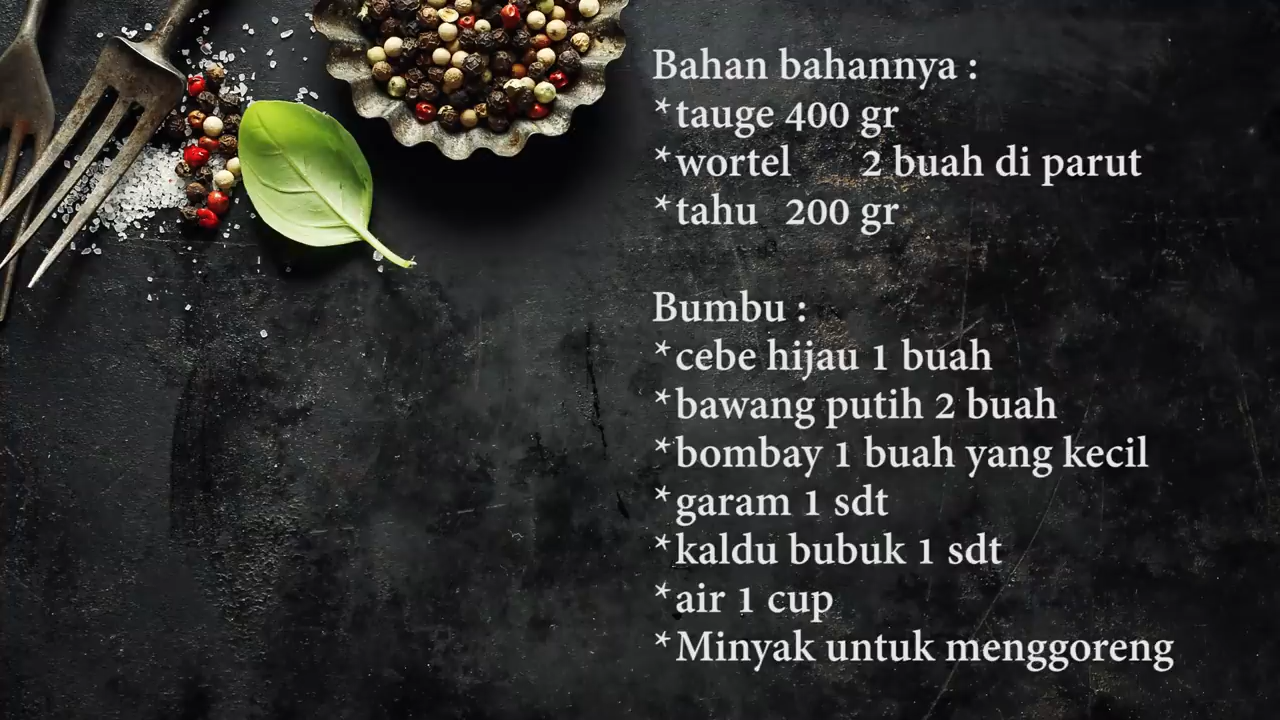 Bahan bahannya :
*tauge 400 gr
*wortel 2 buah di parut
*tahu 200 gr
Bumbu :
*cebe hijau 1 buah
*bawang putih 2 buah
*bombay 1 buah yang kecil
*garam 1 sdt
*kaldu bubuk 1 sdt
*air 1 cup
*Minyak untuk menggoreng